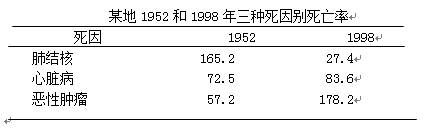 某地 1952 和 1998 年三种死因别死亡率
死因 1952 1998
肺结核 165.2 27.4
心脏病 72.5 83.6
恶性肿瘤 57.2 178.2